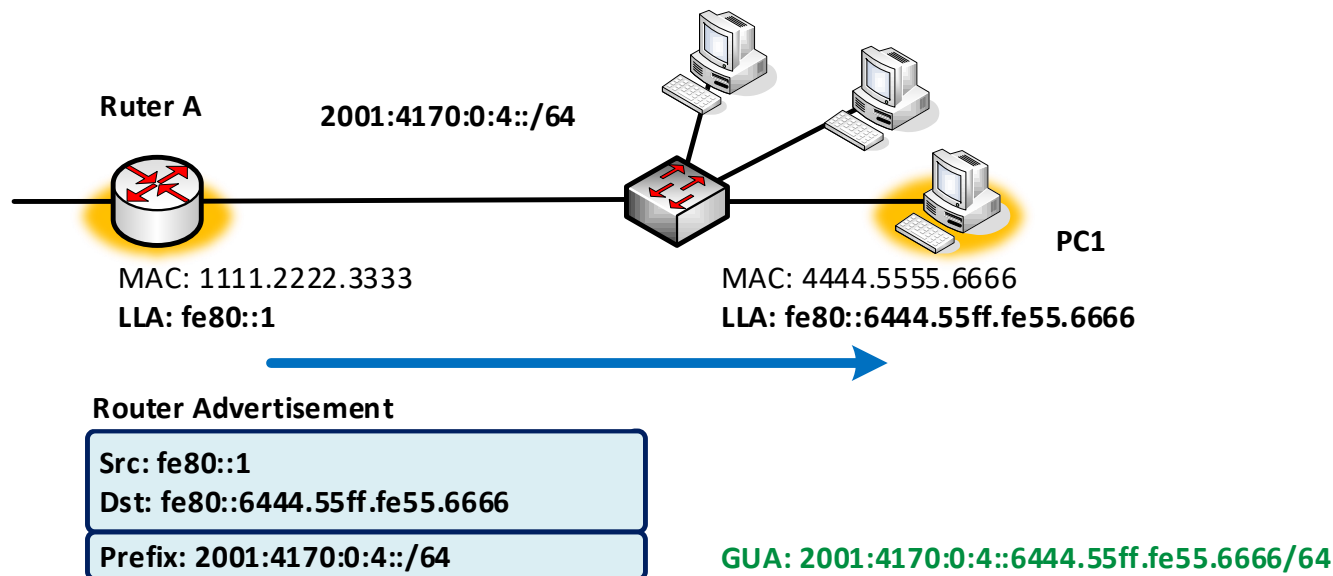 Ruter A
2001:4170:0:4::/64
PC1
MAC: 1111.2222.3333
LLA: fe80::1
MAC: 4444.5555.6666
LLA: fe80::6444.55ff.fe55.6666
Router Advertisement
Src: fe80::1
Dst: fe80::6444.55ff.fe55.6666
Prefix: 2001:4170:0:4::/64
GUA: 2001:4170:0:4::6444.55ff.fe55.6666/64